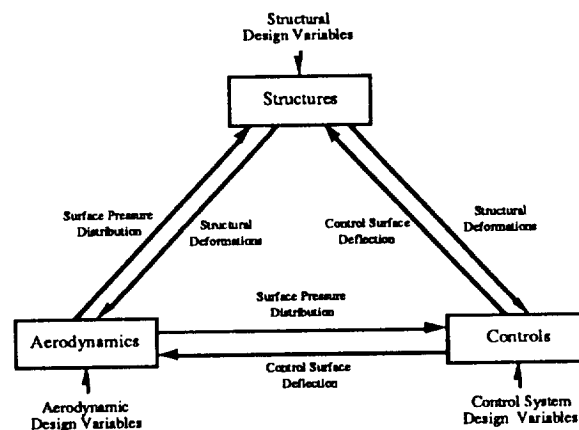 Structural
Design Variables
Structures
Surface Pressure
Distribution
Structural
Deformations
Control Surface
Deflection
Structural
Deformations
Surface Pressure
Distribution
Aerodynamics
Controls
Control Surface
Deflection
Aerodynamic
Design Variables
Control System
Design Variables